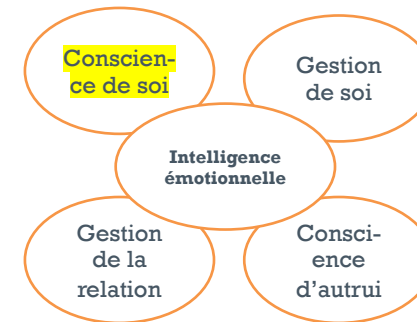 Conscien-
ce de soi
Gestion
de soi
Intelligence
émotionnelle
Gestion
de la
relation
Consci-
ence
d’autrui